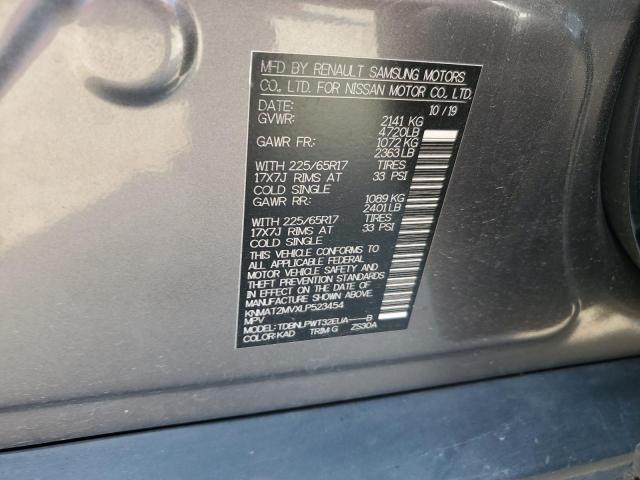 MFD BY RENAULT SAMSUNG MOTORS
CO., LTD. FOR NISSAN MOTOR CO., LTD.
DATE: 10/19
GVWR: 2141 KG
4720LB
GAWR FR: 1072 KG
2363LB
WITH 225/65R17 TIRES
17X7J RIMS AT 33 PSI
COLD SINGLE
GAWR RR: 1089 KG
2401LB
WITH 225/65R17 TIRES
17X7J RIMS AT 33 PSI
COLD SINGLE
THIS VEHICLE CONFORMS TO
ALL APPLICABLE FEDERAL
MOTOR VEHICLE SAFETY AND
THEFT PREVENTION STANDARDS
IN EFFECT ON THE DATE OF
MANUFACTURE SHOWN ABOVE.
KNMAT2MVXLP523454
MPV
MODEL: TDBNLPWT32EUA----B
COLOR: KAD TRIM: G ZS30A